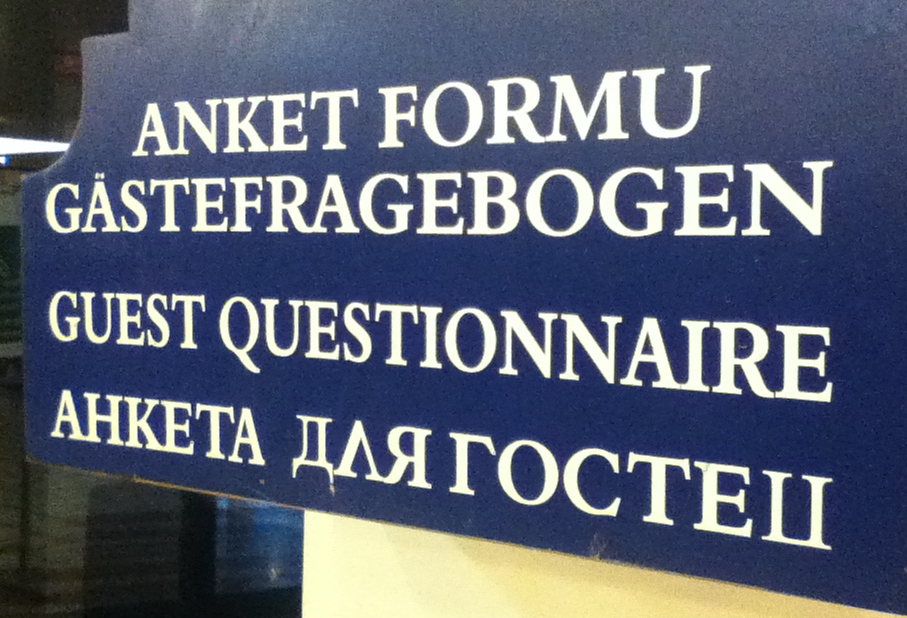 ANKET FORMU
GÄSTEFRAGEBOGEN
GUEST QUESTIONNAIRE
АНКЕТА ДЛЯ ГОСТЕЦ